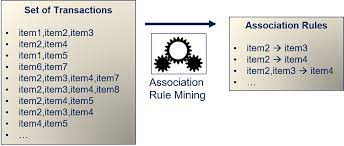 Set of Transactions
• item1,item2,item3
• item2,item4
• item1,item5
• item6,item7
• item2,item3,item4,item7
• item2,item3,item4,item8
• item2,item4,item5
• item2,item3,item4
• item4,item5
• …
Association
Rule Mining
Association Rules
• item2 → item3
• item2 → item4
• item2,item3 → item4
• …